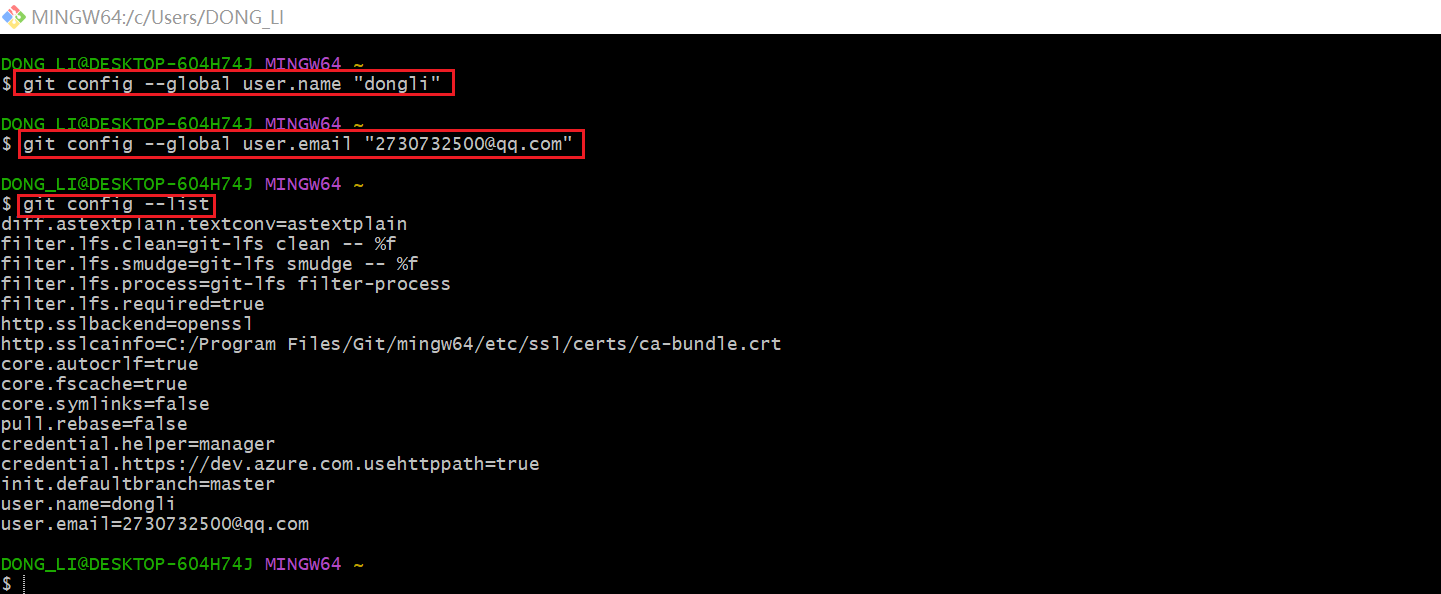 MINGW64:/c/Users/DONG_LI
DONG_LI@DESKTOP-604H74J MINGW64 ~
$ git config --global user.name "dongli"
DONG_LI@DESKTOP-604H74J MINGW64 ~
$ git config --global user.email "2730732500@qq.com"
DONG_LI@DESKTOP-604H74J MINGW64 ~
$ git config --list
diff.astextplain.textconv=astextplain
filter.lfs.clean=git-lfs clean -- %f
filter.lfs.smudge=git-lfs smudge -- %f
filter.lfs.process=git-lfs filter-process
filter.lfs.required=true
http.sslbackend=openssl
http.sslcainfo=C:/Program Files/Git/mingw64/etc/ssl/certs/ca-bundle.crt
core.autocrlf=true
core.fscache=true
core.symlinks=false
pull.rebase=false
credential.helper=manager
credential.https://dev.azure.com.usehttppath=true
init.defaultbranch=master
user.name=dongli
user.email=2730732500@qq.com
DONG_LI@DESKTOP-604H74J MINGW64 ~
$